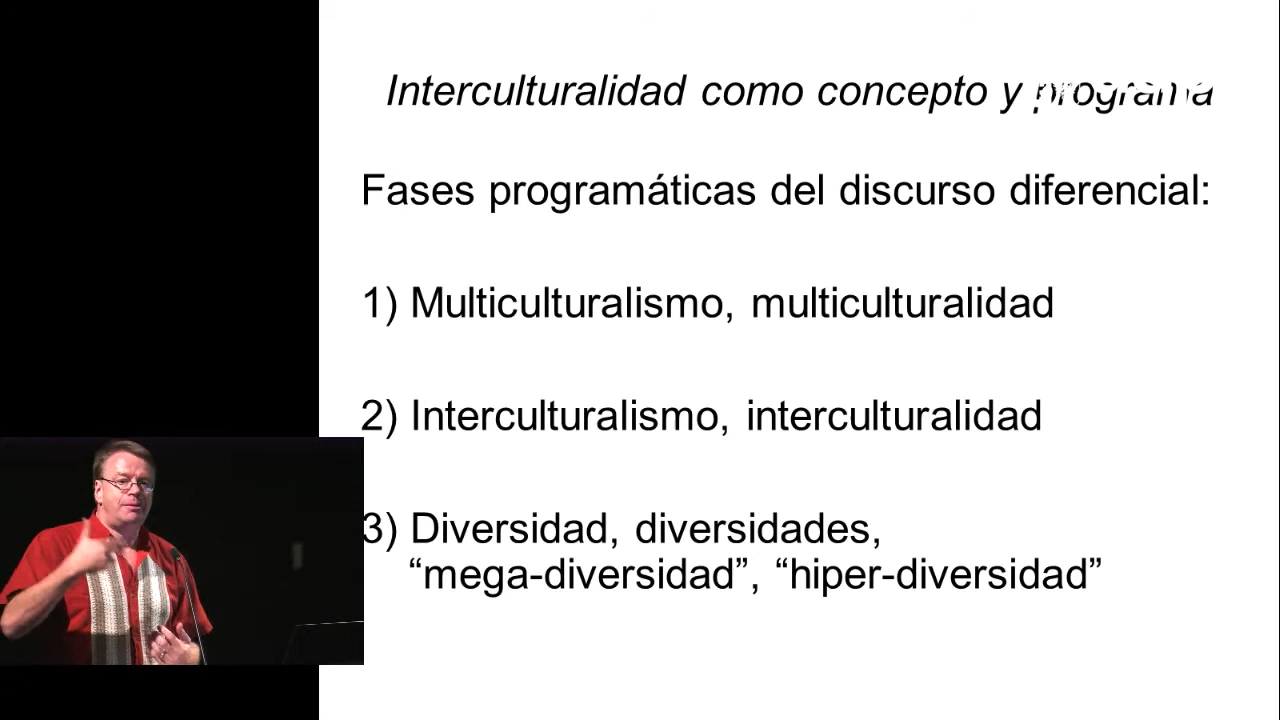 Interculturalidad como concepto y programa
Fases programáticas del discurso diferencial:
1) Multiculturalismo, multiculturalidad
2) Interculturalismo, interculturalidad
3) Diversidad, diversidades,
“mega-diversidad”, “hiper-diversidad”